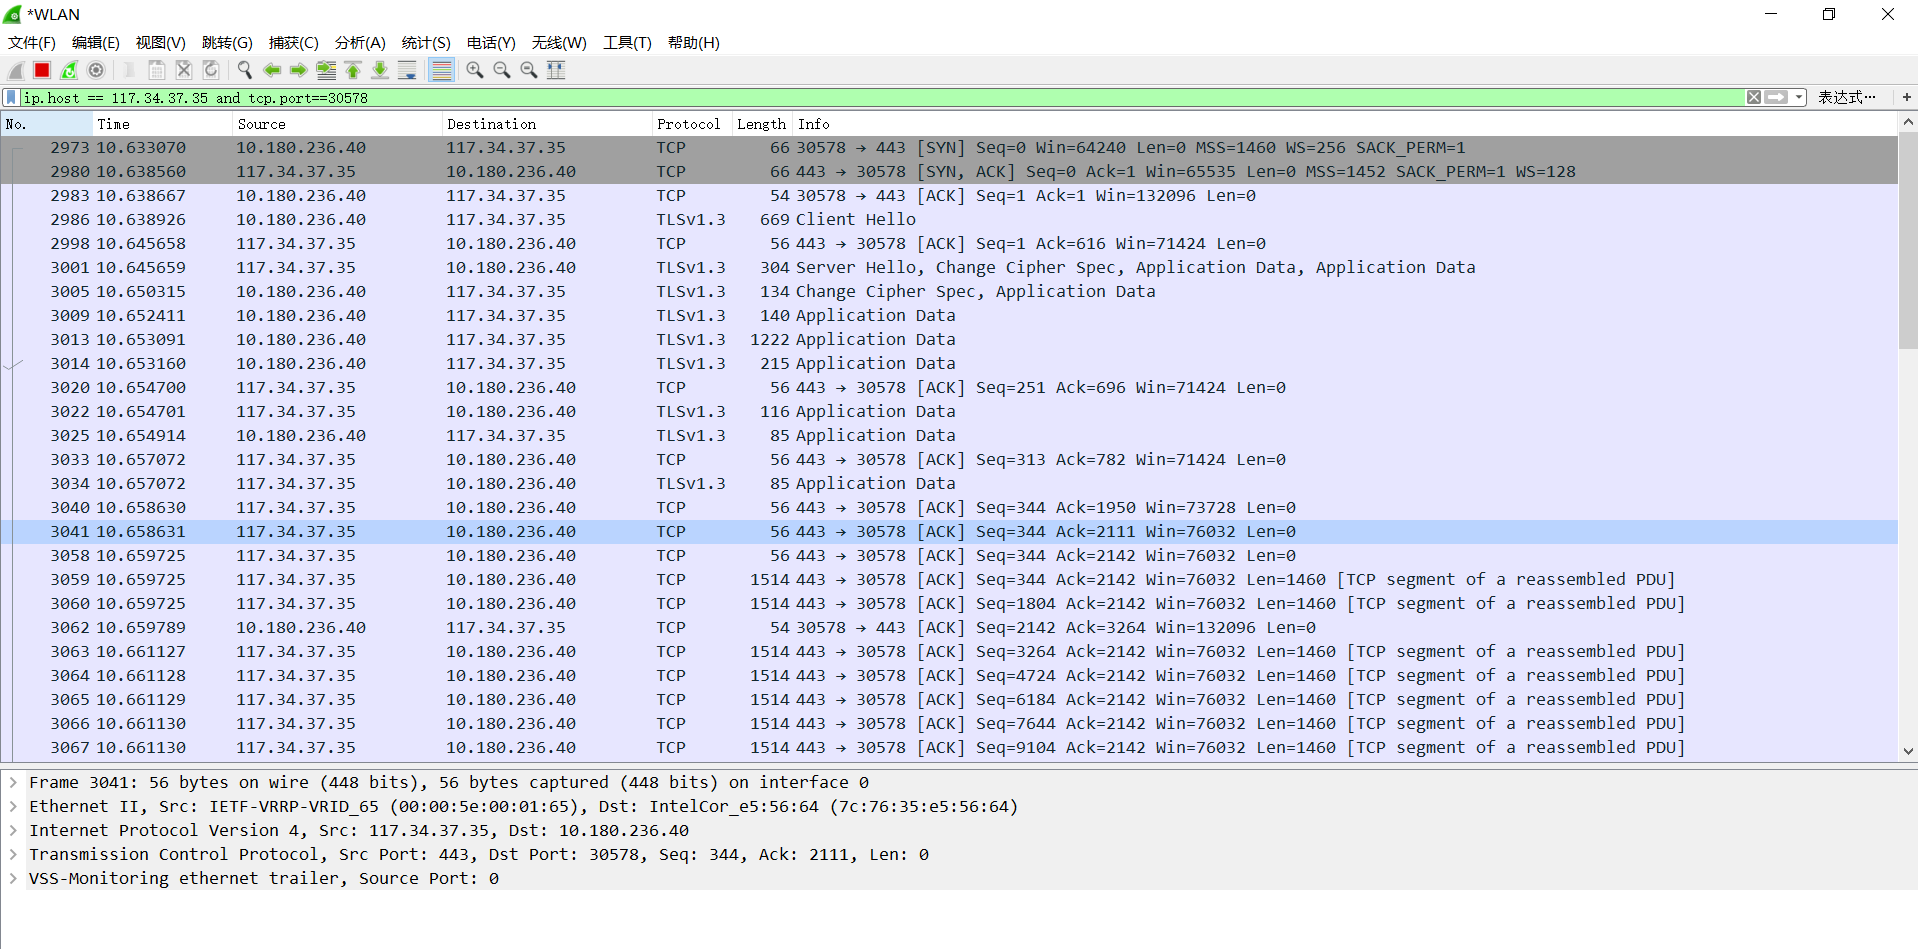 *WLAN
文件(F) 编辑(E) 视图(V) 跳转(G) 捕获(C) 分析(A) 统计(S) 电话(Y) 无线(W) 工具(T) 帮助(H)
ip.host == 117.34.37.35 and tcp.port==30578 表达式… +
No. Time Source Destination Protocol Length Info
2973 10.633070 10.180.236.40 117.34.37.35 TCP 66 30578 → 443 [SYN] Seq=0 Win=64240 Len=0 MSS=1460 WS=256 SACK_PERM=1
2980 10.638560 117.34.37.35 10.180.236.40 TCP 66 443 → 30578 [SYN, ACK] Seq=0 Ack=1 Win=65535 Len=0 MSS=1452 SACK_PERM=1 WS=128
2983 10.638667 10.180.236.40 117.34.37.35 TCP 54 30578 → 443 [ACK] Seq=1 Ack=1 Win=132096 Len=0
2986 10.638926 10.180.236.40 117.34.37.35 TLSv1.3 669 Client Hello
2998 10.645658 117.34.37.35 10.180.236.40 TCP 56 443 → 30578 [ACK] Seq=1 Ack=616 Win=71424 Len=0
3001 10.645659 117.34.37.35 10.180.236.40 TLSv1.3 304 Server Hello, Change Cipher Spec, Application Data, Application Data
3005 10.650315 10.180.236.40 117.34.37.35 TLSv1.3 134 Change Cipher Spec, Application Data
3009 10.652411 10.180.236.40 117.34.37.35 TLSv1.3 140 Application Data
3013 10.653091 10.180.236.40 117.34.37.35 TLSv1.3 1222 Application Data
3014 10.653160 10.180.236.40 117.34.37.35 TLSv1.3 215 Application Data
3020 10.654700 117.34.37.35 10.180.236.40 TCP 56 443 → 30578 [ACK] Seq=251 Ack=696 Win=71424 Len=0
3022 10.654701 117.34.37.35 10.180.236.40 TLSv1.3 116 Application Data
3025 10.654914 10.180.236.40 117.34.37.35 TLSv1.3 85 Application Data
3033 10.657072 117.34.37.35 10.180.236.40 TCP 56 443 → 30578 [ACK] Seq=313 Ack=782 Win=71424 Len=0
3034 10.657072 117.34.37.35 10.180.236.40 TLSv1.3 85 Application Data
3040 10.658630 117.34.37.35 10.180.236.40 TCP 56 443 → 30578 [ACK] Seq=344 Ack=1950 Win=73728 Len=0
3041 10.658631 117.34.37.35 10.180.236.40 TCP 56 443 → 30578 [ACK] Seq=344 Ack=2111 Win=76032 Len=0
3058 10.659725 117.34.37.35 10.180.236.40 TCP 56 443 → 30578 [ACK] Seq=344 Ack=2142 Win=76032 Len=0
3059 10.659725 117.34.37.35 10.180.236.40 TCP 1514 443 → 30578 [ACK] Seq=344 Ack=2142 Win=76032 Len=1460 [TCP segment of a reassembled PDU]
3060 10.659725 117.34.37.35 10.180.236.40 TCP 1514 443 → 30578 [ACK] Seq=1804 Ack=2142 Win=76032 Len=1460 [TCP segment of a reassembled PDU]
3062 10.659789 10.180.236.40 117.34.37.35 TCP 54 30578 → 443 [ACK] Seq=2142 Ack=3264 Win=132096 Len=0
3063 10.661127 117.34.37.35 10.180.236.40 TCP 1514 443 → 30578 [ACK] Seq=3264 Ack=2142 Win=76032 Len=1460 [TCP segment of a reassembled PDU]
3064 10.661128 117.34.37.35 10.180.236.40 TCP 1514 443 → 30578 [ACK] Seq=4724 Ack=2142 Win=76032 Len=1460 [TCP segment of a reassembled PDU]
3065 10.661129 117.34.37.35 10.180.236.40 TCP 1514 443 → 30578 [ACK] Seq=6184 Ack=2142 Win=76032 Len=1460 [TCP segment of a reassembled PDU]
3066 10.661130 117.34.37.35 10.180.236.40 TCP 1514 443 → 30578 [ACK] Seq=7644 Ack=2142 Win=76032 Len=1460 [TCP segment of a reassembled PDU]
3067 10.661130 117.34.37.35 10.180.236.40 TCP 1514 443 → 30578 [ACK] Seq=9104 Ack=2142 Win=76032 Len=1460 [TCP segment of a reassembled PDU]
Frame 3041: 56 bytes on wire (448 bits), 56 bytes captured (448 bits) on interface 0
Ethernet II, Src: IETF-VRRP-VRID_65 (00:00:5e:00:01:65), Dst: IntelCor_e5:56:64 (7c:76:35:e5:56:64)
Internet Protocol Version 4, Src: 117.34.37.35, Dst: 10.180.236.40
Transmission Control Protocol, Src Port: 443, Dst Port: 30578, Seq: 344, Ack: 2111, Len: 0
VSS-Monitoring ethernet trailer, Source Port: 0